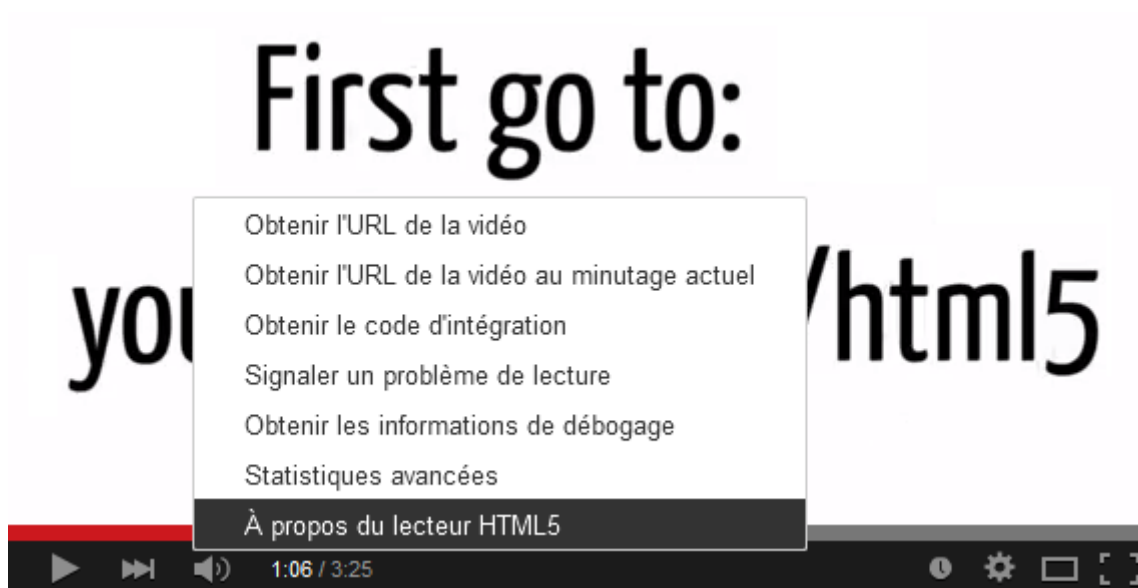 First go to:
you /html5
Obtenir l'URL de la vidéo
Obtenir l'URL de la vidéo au minutage actuel
Obtenir le code d'intégration
Signaler un problème de lecture
Obtenir les informations de débogage
Statistiques avancées
À propos du lecteur HTML5
1:06 / 3:25